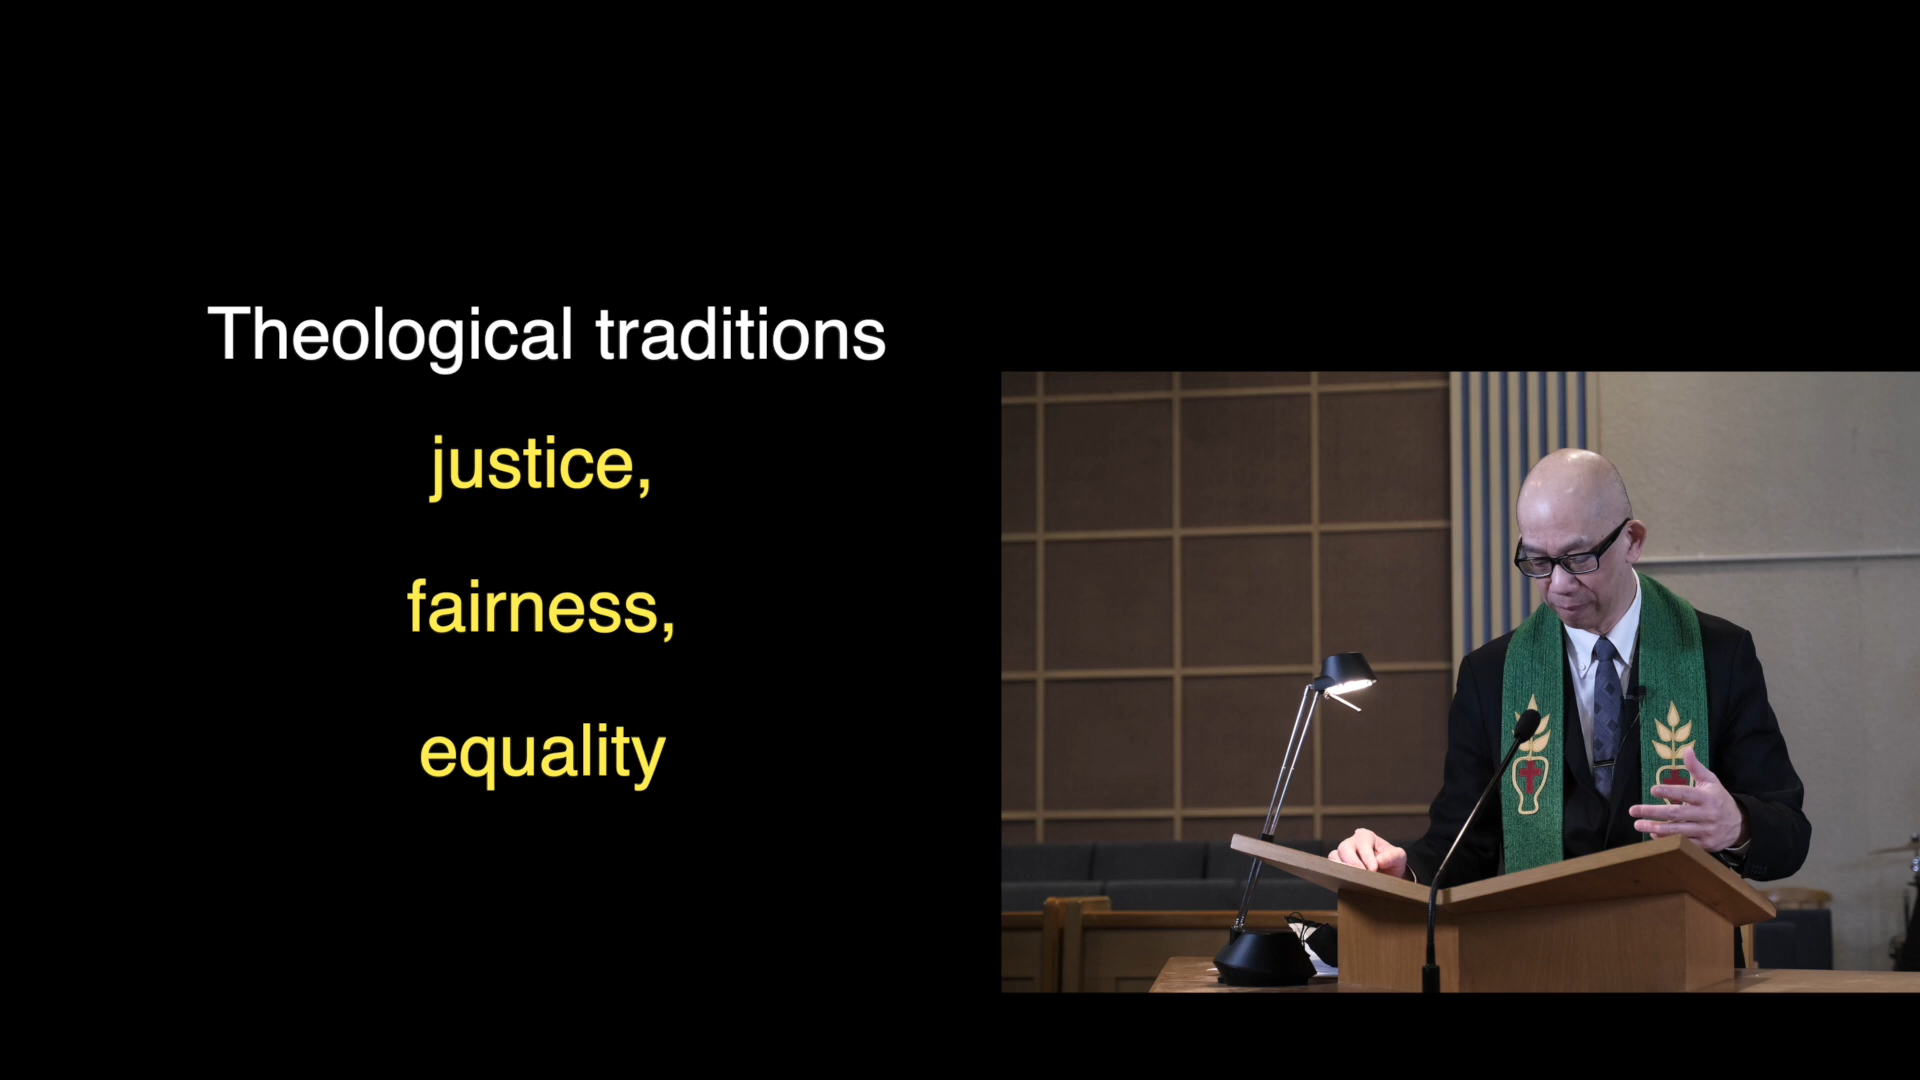 Theological traditions
justice,
fairness,
equality